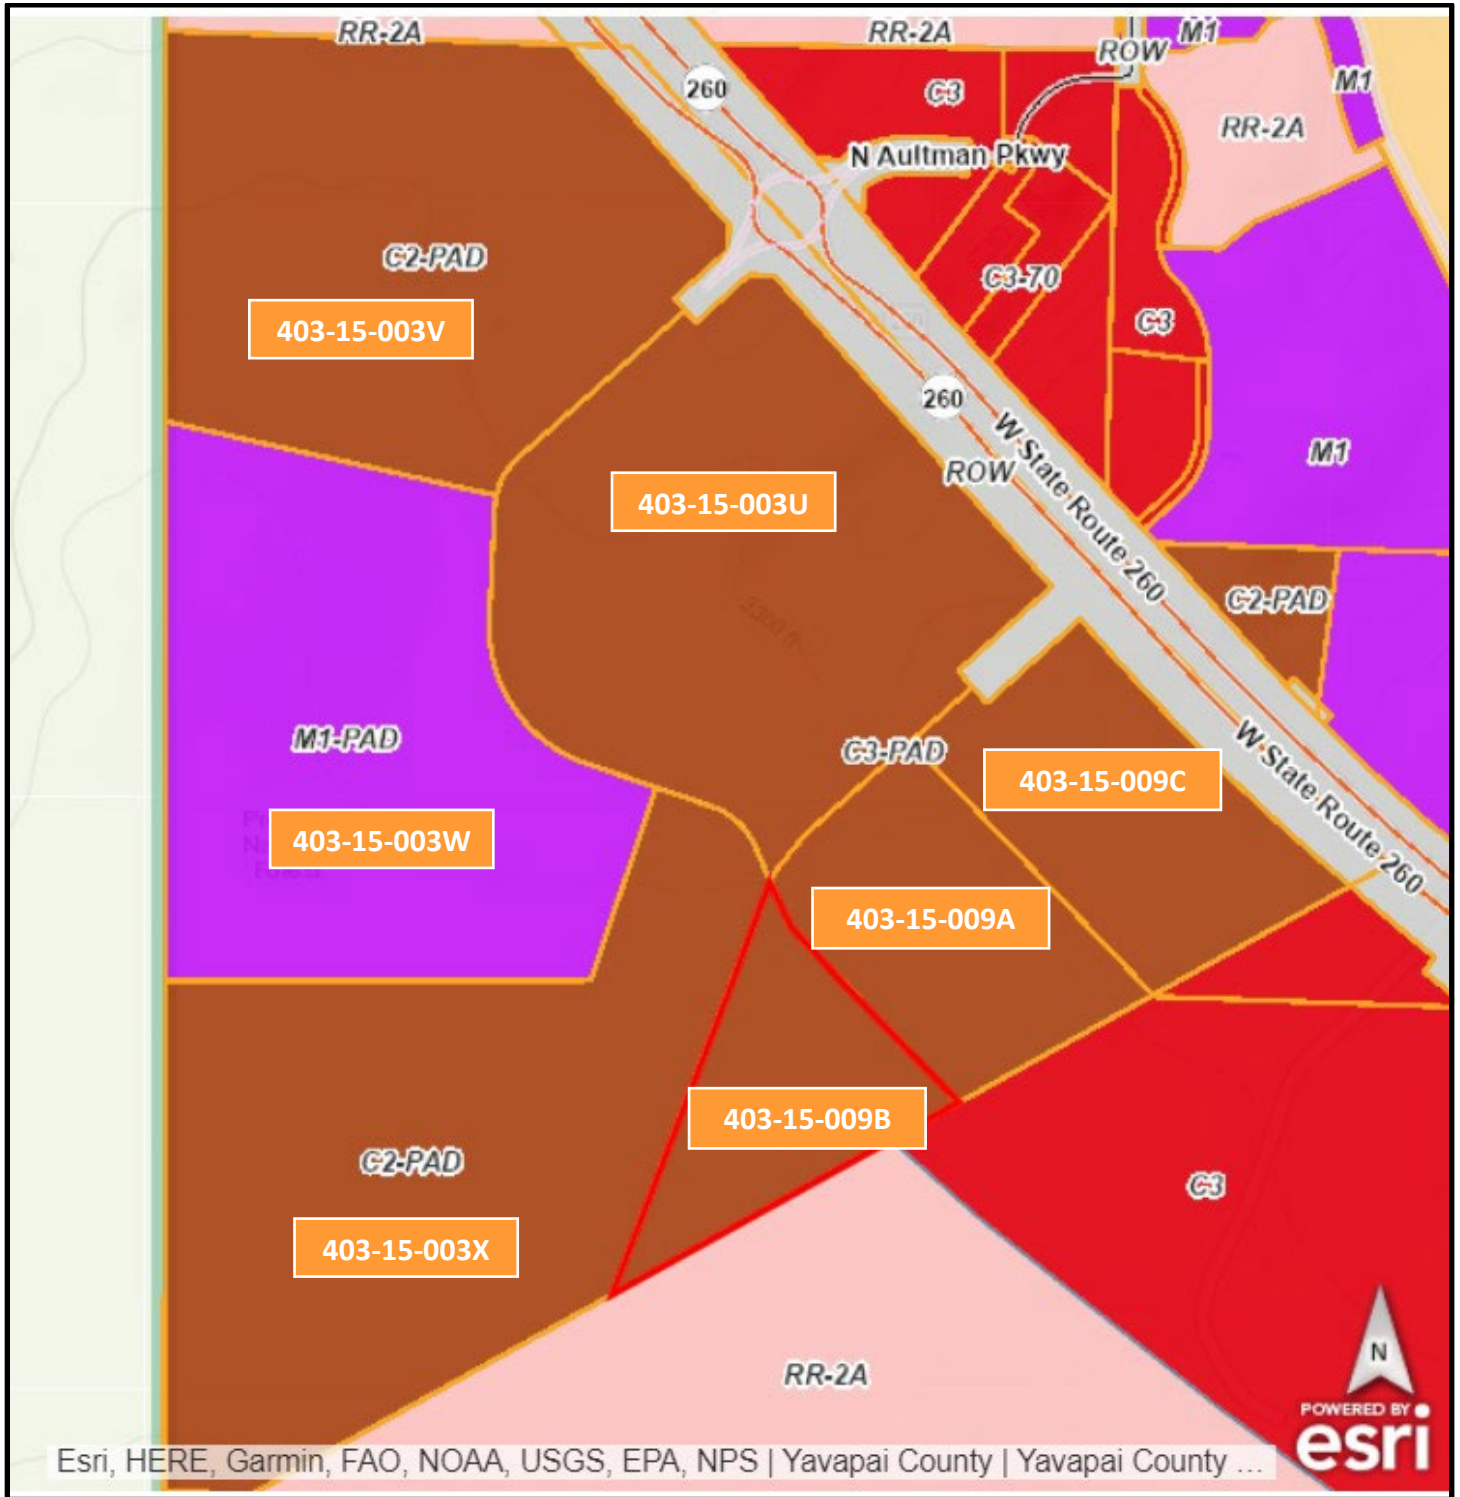 RR-2A
RR-2A
M1
ROW
M1
260
C3
RR-2A
N Aultman Pkwy
C2-PAD
C3-70
403-15-003V
C3
260
W State Route 260
M1
ROW
403-15-003U
C2-PAD
3300 ft
M1-PAD
C3-PAD
W State Route 260
403-15-009C
403-15-003W
403-15-009A
403-15-009B
C2-PAD
C3
403-15-003X
N
RR-2A
POWERED BY
esri
Esri, HERE, Garmin, FAO, NOAA, USGS, EPA, NPS | Yavapai County | Yavapai County ...